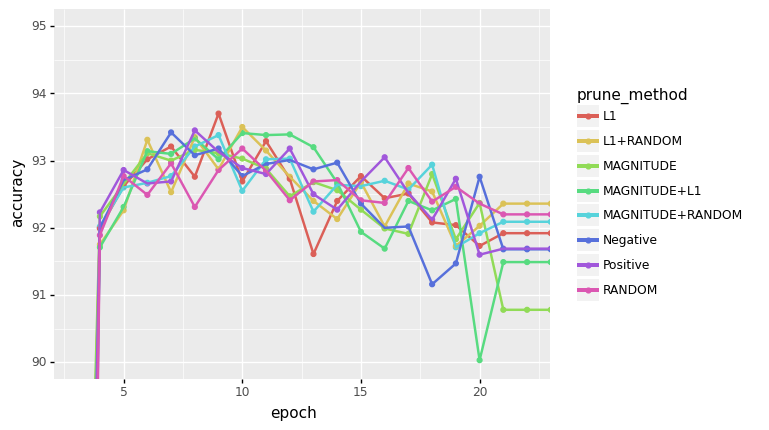 95
94
93
92
91
90
accuracy
5
10
15
20
epoch
prune_method
L1
L1+RANDOM
MAGNITUDE
MAGNITUDE+L1
MAGNITUDE+RANDOM
Negative
Positive
RANDOM